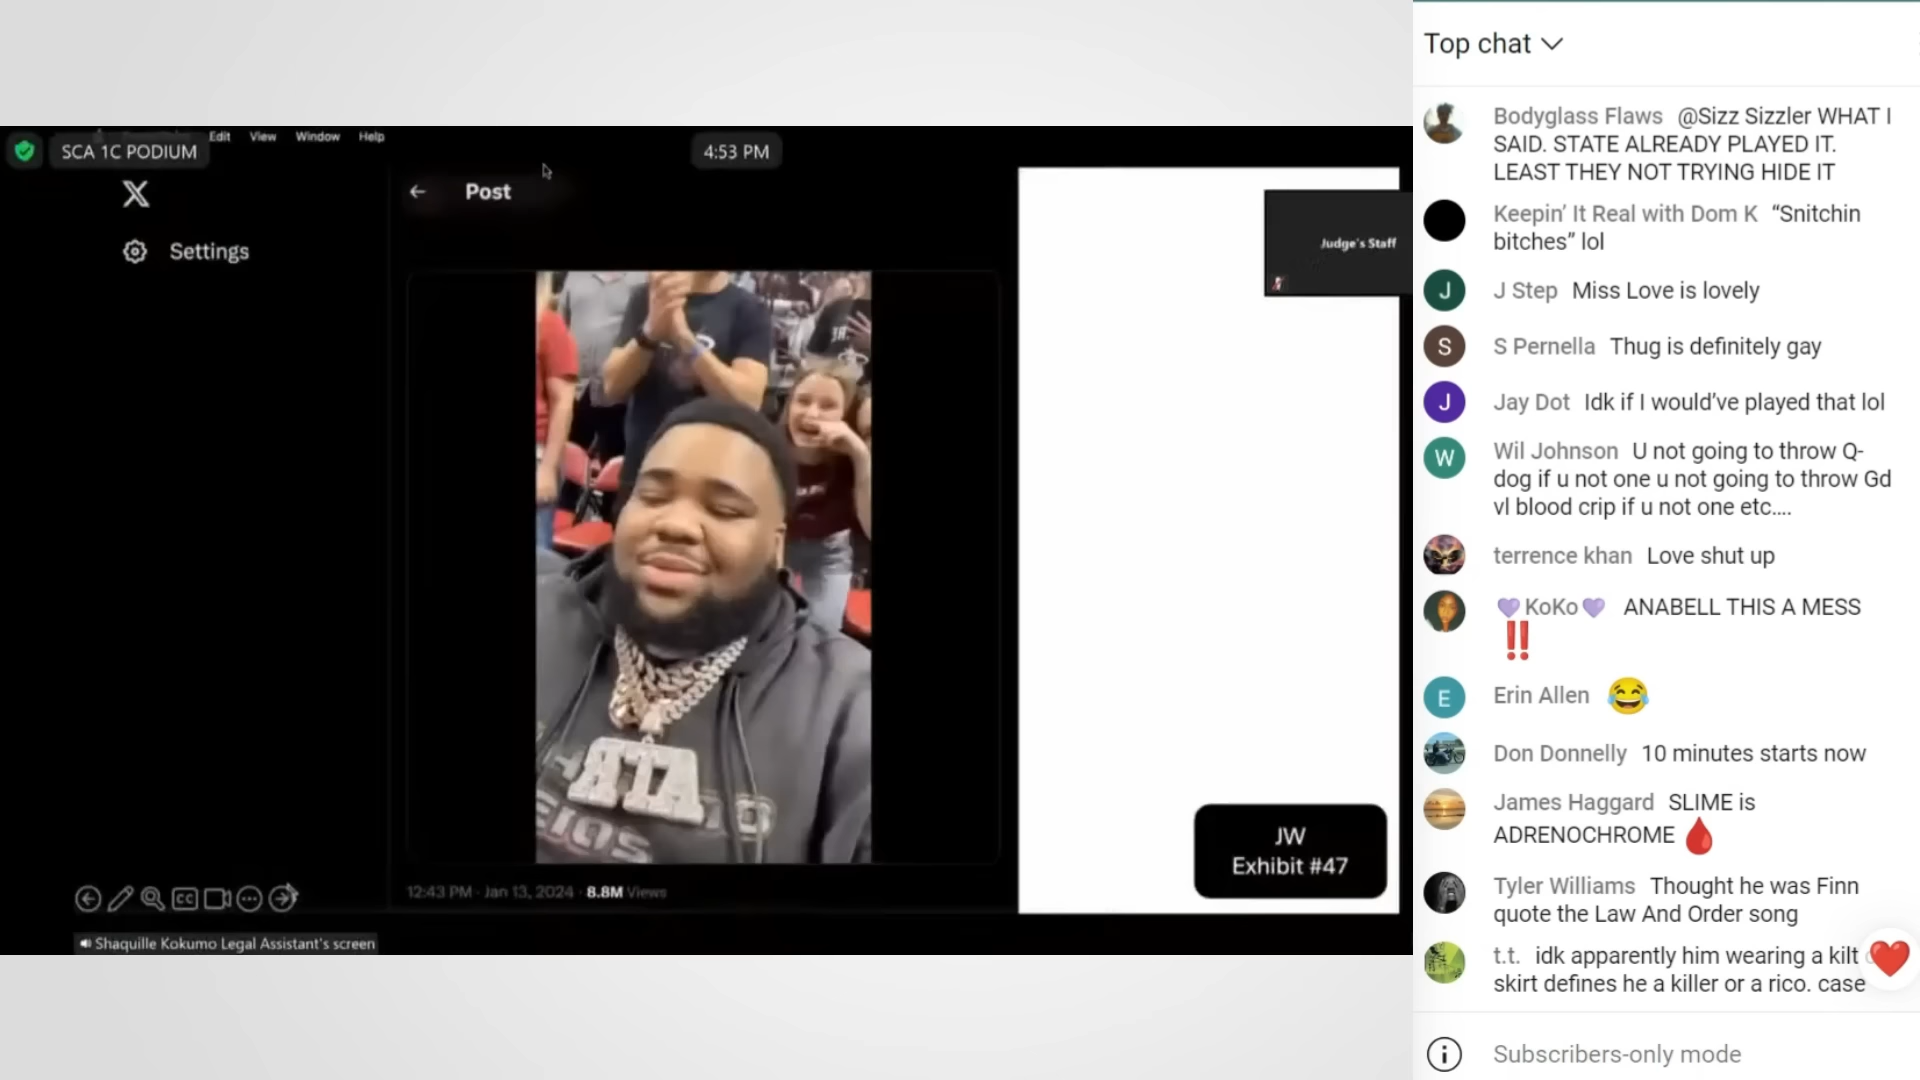 Edit View Window Help
SCA 1C PODIUM
4:53 PM
X
Settings
Post
Judge's Staff
ATA
EIOS
JW
Exhibit #47
12:43 PM · Jan 13, 2024 · 8.8M Views
CC
Shaquille Kokumo Legal Assistant's screen
Top chat
Bodyglass Flaws @Sizz Sizzler WHAT I
SAID. STATE ALREADY PLAYED IT.
LEAST THEY NOT TRYING HIDE IT
Keepin’ It Real with Dom K “Snitchin
bitches” lol
J
J Step Miss Love is lovely
S
S Pernella Thug is definitely gay
J
Jay Dot Idk if I would’ve played that lol
W
Wil Johnson U not going to throw Q-
dog if u not one u not going to throw Gd
vl blood crip if u not one etc....
terrence khan Love shut up
💜KoKo💜 ANABELL THIS A MESS
‼️
E
Erin Allen 😂
Don Donnelly 10 minutes starts now
James Haggard SLIME is
ADRENOCHROME 🩸
Tyler Williams Thought he was Finn
quote the Law And Order song
t.t. idk apparently him wearing a kilt
skirt defines he a killer or a rico. case
Subscribers-only mode